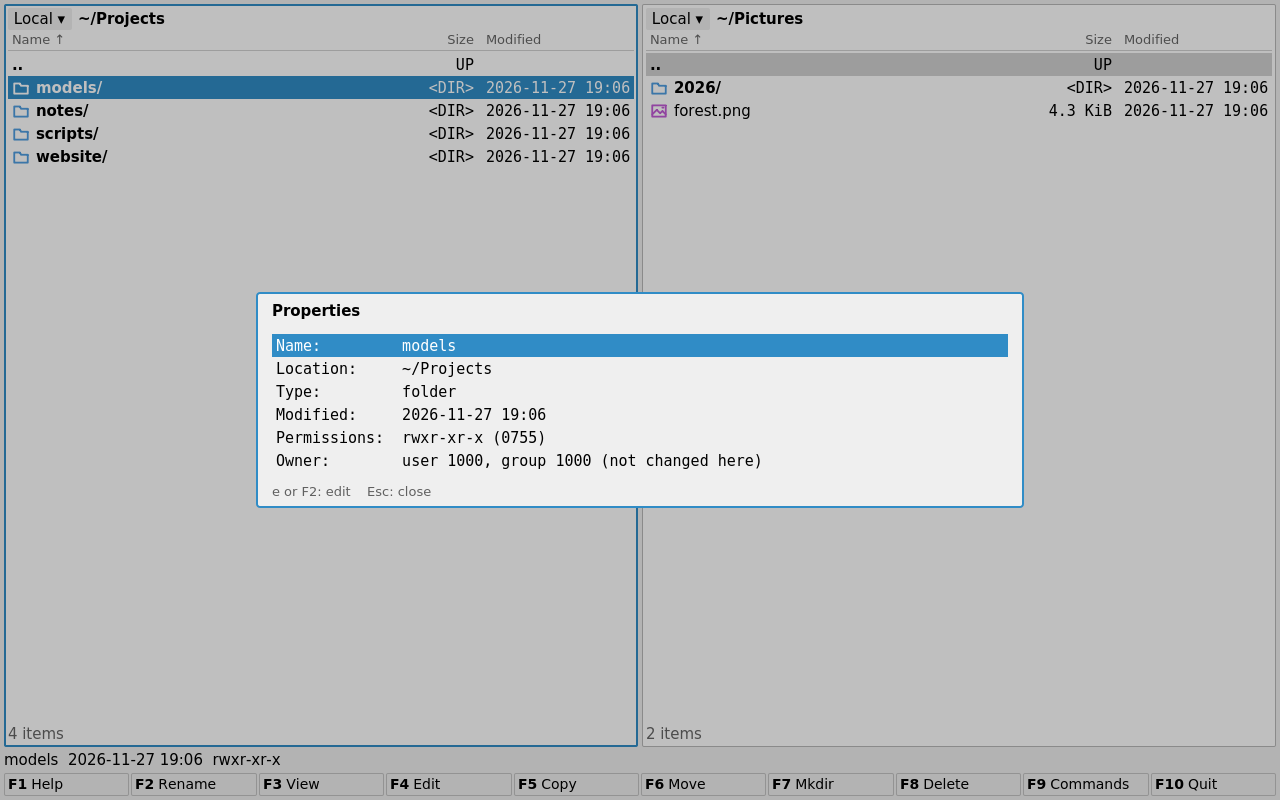 Local ▾ ~/Projects
Name ↑ Size Modified
.. UP
models/ <DIR> 2026-11-27 19:06
notes/ <DIR> 2026-11-27 19:06
scripts/ <DIR> 2026-11-27 19:06
website/ <DIR> 2026-11-27 19:06
4 items
Local ▾ ~/Pictures
Name ↑ Size Modified
.. UP
2026/ <DIR> 2026-11-27 19:06
forest.png 4.3 KiB 2026-11-27 19:06
2 items
Properties
Name: models
Location: ~/Projects
Type: folder
Modified: 2026-11-27 19:06
Permissions: rwxr-xr-x (0755)
Owner: user 1000, group 1000 (not changed here)
e or F2: edit Esc: close
models 2026-11-27 19:06 rwxr-xr-x
F1 Help F2 Rename F3 View F4 Edit F5 Copy F6 Move F7 Mkdir F8 Delete F9 Commands F10 Quit